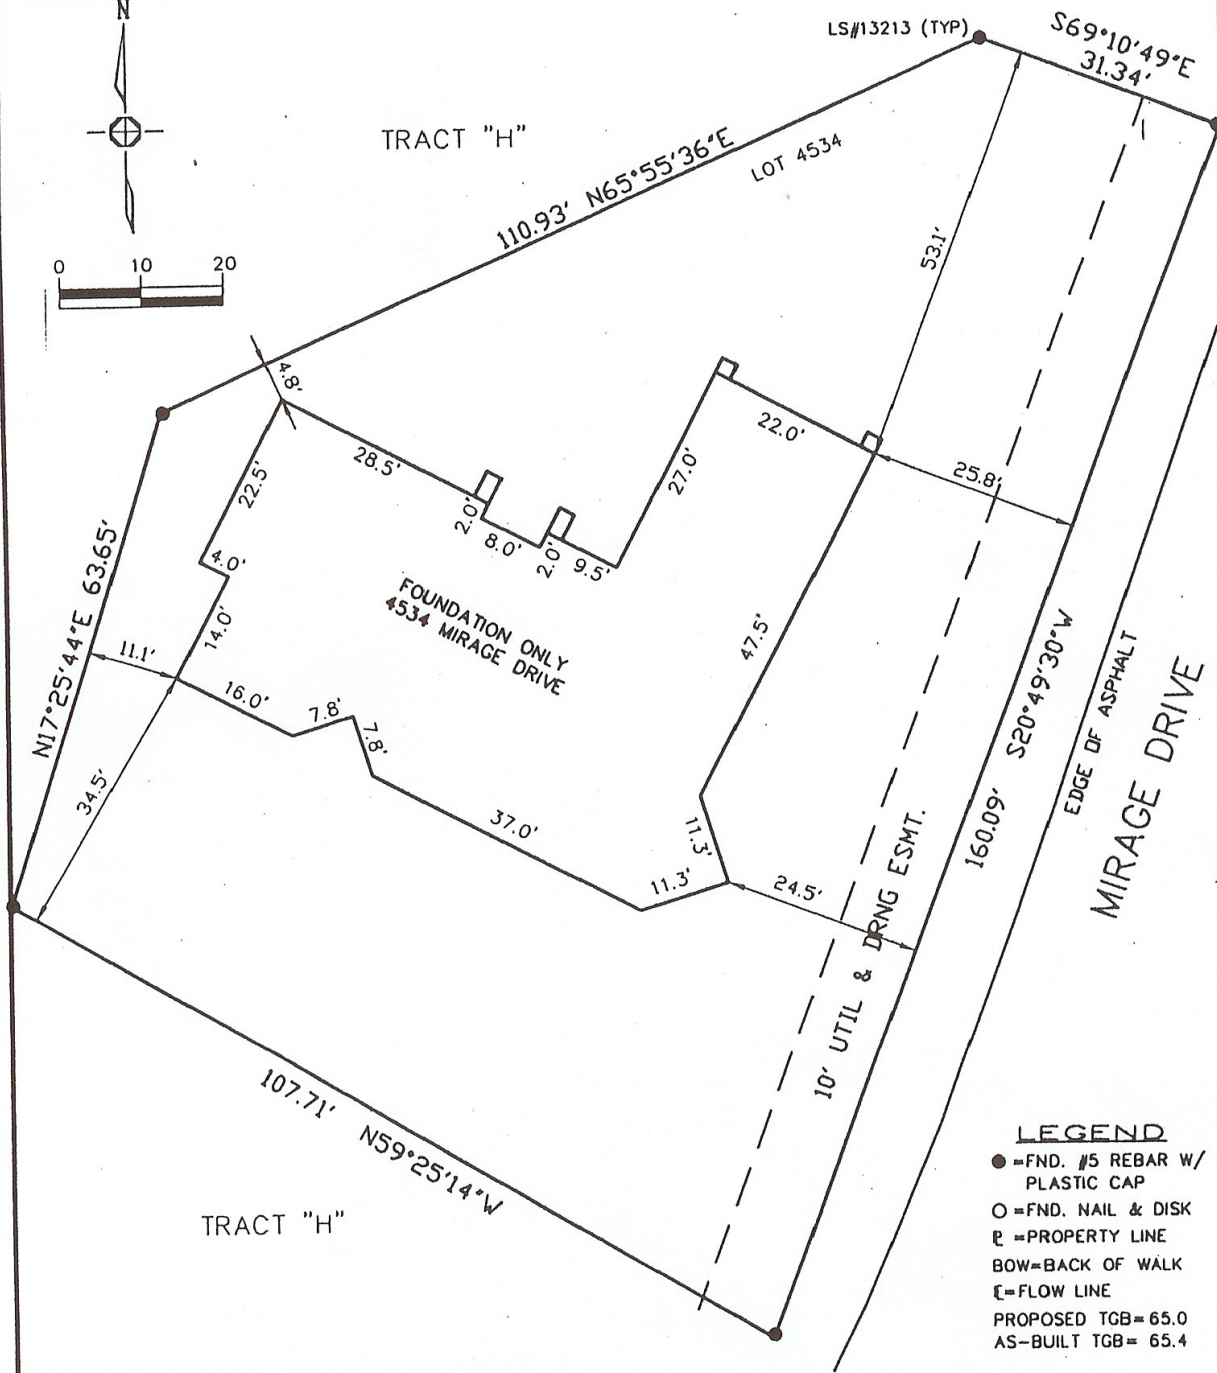 N
LS#13213 (TYP)
S69°10'49"E
31.34'
TRACT "H"
110.93' N65°55'36"E
LOT 4534
0 10 20
53.1'
4.8'
28.5'
22.0'
25.8'
22.5'
27.0'
2.0'
8.0'
2.0'
9.5'
4.0'
14.0'
FOUNDATION ONLY
4534 MIRAGE DRIVE
N17°25'44"E 63.65'
11.1'
16.0'
7.8'
7.8'
47.5'
34.5'
37.0'
11.3'
11.3'
24.5'
160.09' S20°49'30"W
EDGE OF ASPHALT
MIRAGE DRIVE
10' UTIL & DRNG ESMT.
107.71' N59°25'14"W
TRACT "H"
LEGEND
=FND. #5 REBAR W/
PLASTIC CAP
=FND. NAIL & DISK
=PROPERTY LINE
BOW=BACK OF WALK
=FLOW LINE
PROPOSED TGB=65.0
AS-BUILT TGB= 65.4